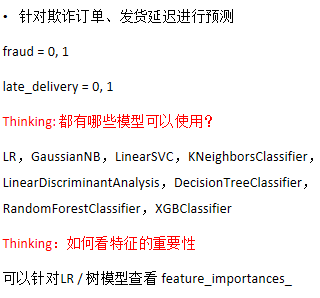 • 针对欺诈订单、发货延迟进行预测
fraud = 0, 1
late_delivery = 0, 1
Thinking: 都有哪些模型可以使用？
LR，GaussianNB，LinearSVC，KNeighborsClassifier，
LinearDiscriminantAnalysis，DecisionTreeClassifier，
RandomForestClassifier，XGBClassifier
Thinking：如何看特征的重要性
可以针对LR / 树模型查看 feature_importances_